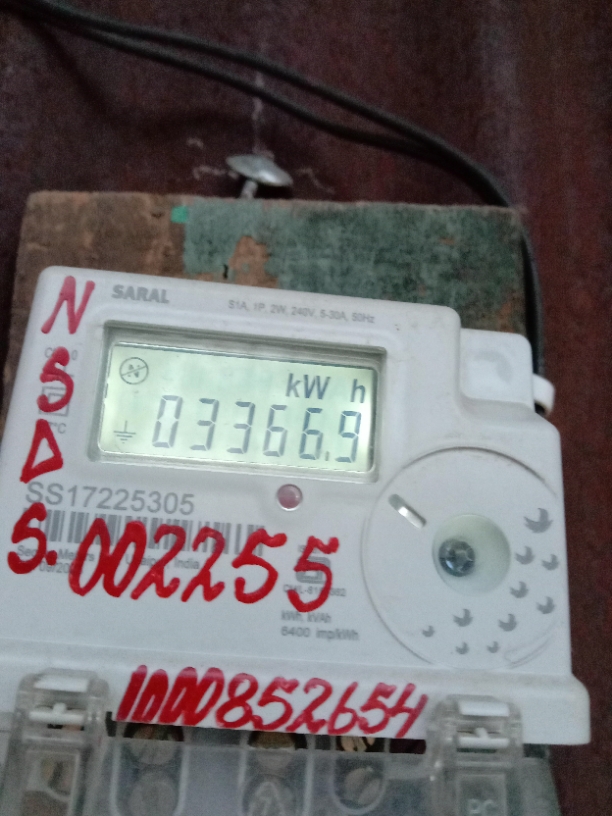 SARAL
S1A, 1P, 2W, 240V, 5-30A, 50Hz
N
S
D
kW h
03366.9
°C
SS17225305
S.002255
India
kWh, kVAh
6400 imp/kWh
1000852654